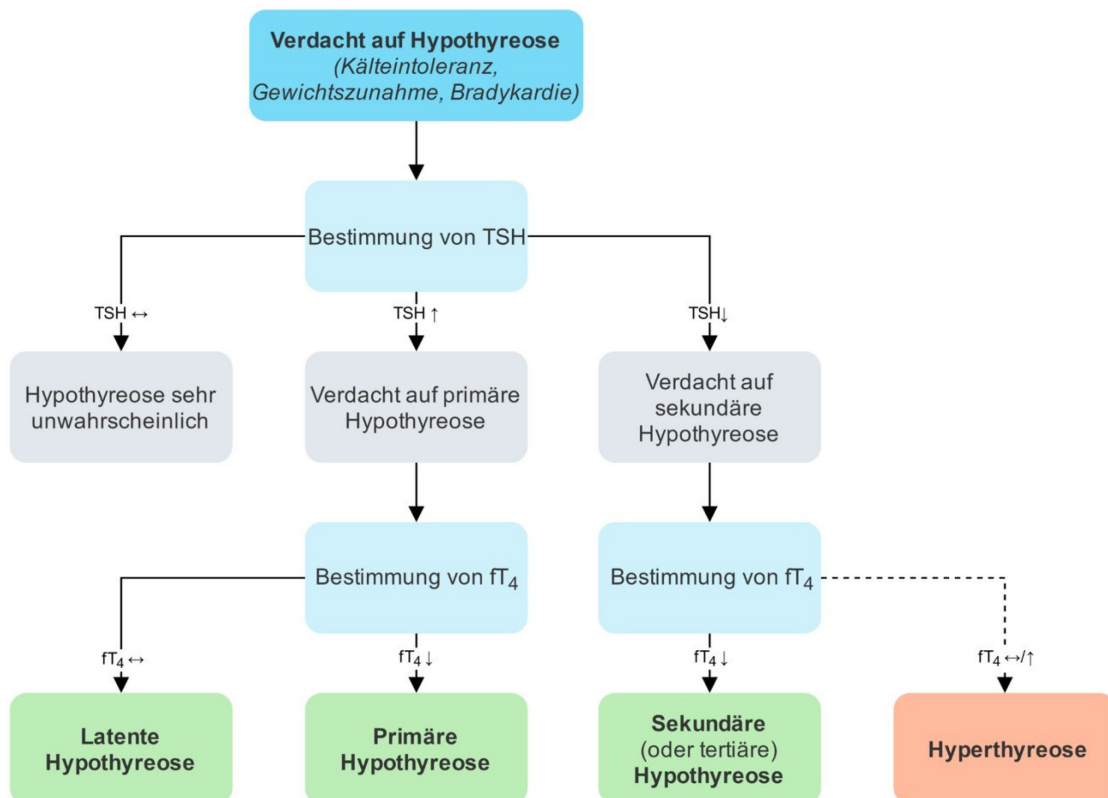 Verdacht auf Hypothyreose
(Kälteintoleranz,
Gewichtszunahme, Bradykardie)
Bestimmung von TSH
TSH ↔
TSH ↑
TSH↓
Hypothyreose sehr
unwahrscheinlich
Verdacht auf primäre
Hypothyreose
Verdacht auf
sekundäre
Hypothyreose
Bestimmung von fT₄
Bestimmung von fT₄
fT₄ ↔
fT₄ ↓
fT₄ ↓
fT₄ ↔/↑
Latente
Hypothyreose
Primäre
Hypothyreose
Sekundäre
(oder tertiäre)
Hypothyreose
Hyperthyreose